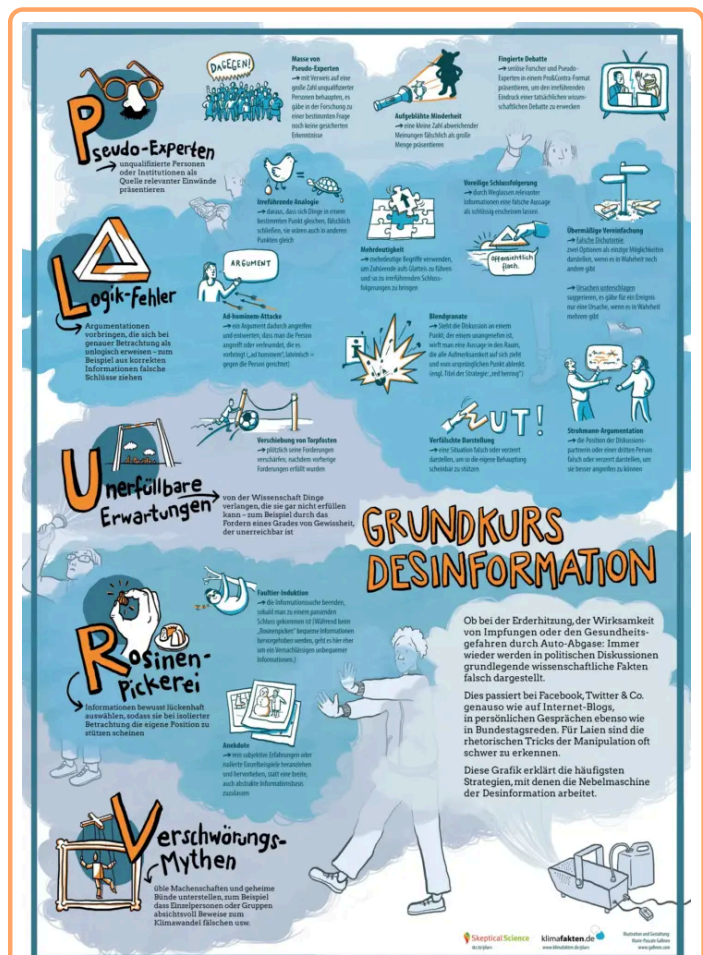 Pseudo-Experten
unqualifizierte Personen
oder Institutionen als
Quelle relevanter Einwände
präsentieren
DAGEGEN!
Masse von
Pseudo-Experten
→ mit Verweis auf eine
große Zahl unqualifizierter
Personen behaupten, es
gäbe in der Forschung zu
einer bestimmten Frage
noch keine gesicherten
Erkenntnisse
Aufgeblähte Minderheit
→ eine kleine Zahl abweichender
Meinungen fälschlich als große
Menge präsentieren
Fingierte Debatte
→ seriöse Forscher und Pseudo-
Experten in einem Pro&Contra-Format
präsentieren, um den irreführenden
Eindruck einer tatsächlichen wissen-
schaftlichen Debatte zu erwecken
Logik-Fehler
Argumentationen
vorbringen, die sich bei
genauer Betrachtung als
unlogisch erweisen – zum
Beispiel aus korrekten
Informationen falsche
Schlüsse ziehen
Irreführende Analogie
→ daraus, dass sich Dinge in einem
bestimmten Punkt gleichen, fälschlich
schließen, sie wären auch in anderen
Punkten gleich
ARGUMENT
Ad-hominem-Attacke
→ ein Argument dadurch angreifen
und entwerten, dass man die Person
angreift oder verleumdet, die es
vorbringt („ad hominem“, lateinisch =
gegen die Person gerichtet)
Mehrdeutigkeit
→ mehrdeutige Begriffe verwenden,
um Zuhörende aufs Glatteis zu führen
und so zu irreführenden Schluss-
folgerungen zu bringen
Voreilige Schlussfolgerung
→ durch Weglassen relevanter
Informationen eine falsche Aussage
als schlüssig erscheinen lassen
offensichtlich
falsch.
Blendgranate
→ Steht die Diskussion an einem
Punkt, der einem unangenehm ist,
wirft man eine Aussage in den Raum,
die alle Aufmerksamkeit auf sich zieht
und vom ursprünglichen Punkt ablenkt
(engl. Titel der Strategie: „red herring“)
Übermäßige Vereinfachung
→ Falsche Dichotomie:
zwei Optionen als einzige Möglichkeiten
darstellen, wenn es in Wahrheit noch
andere gibt
→ Ursachen unterschlagen
suggerieren, es gäbe für ein Ereignis
nur eine Ursache, wenn es in Wahrheit
mehrere gibt
UT!
Verfälschte Darstellung
→ eine Situation falsch oder verzerrt
darstellen, um so die eigene Behauptung
scheinbar zu stützen
Strohmann-Argumentation
→ die Position der Diskussions-
partnerin oder einer dritten Person
falsch oder verzerrt darstellen, um
sie besser angreifen zu können
Unerfüllbare
Erwartungen
von der Wissenschaft Dinge
verlangen, die sie gar nicht erfüllen
kann – zum Beispiel durch das
Fordern eines Grades von Gewissheit,
der unerreichbar ist
Verschiebung von Torpfosten
→ plötzlich seine Forderungen
verschärfen, nachdem vorherige
Forderungen erfüllt wurden
GRUNDKURS
DESINFORMATION
Rosinen-
Pickerei
Informationen bewusst lückenhaft
auswählen, sodass sie bei isolierter
Betrachtung die eigene Position zu
stützen scheinen
Faultier-Induktion
→ die Informationssuche beenden,
sobald man zu einem passenden
Schluss gekommen ist (Während beim
„Rosinenpicken“ bequeme Informationen
hervorgehoben werden, geht es hier eher
um ein Vernachlässigen unbequemer
Informationen.)
Anekdote
→ nur subjektive Erfahrungen oder
isolierte Einzelbeispiele heranziehen
und hervorheben, statt eine breite,
auch abstrakte Informationsbasis
zuzulassen
Ob bei der Erderhitzung, der Wirksamkeit
von Impfungen oder den Gesundheits-
gefahren durch Auto-Abgase: Immer
wieder werden in politischen Diskussionen
grundlegende wissenschaftliche Fakten
falsch dargestellt.
Dies passiert bei Facebook, Twitter & Co.
genauso wie auf Internet-Blogs,
in persönlichen Gesprächen ebenso wie
in Bundestagsreden. Für Laien sind die
rhetorischen Tricks der Manipulation oft
schwer zu erkennen.
Diese Grafik erklärt die häufigsten
Strategien, mit denen die Nebelmaschine
der Desinformation arbeitet.
Verschwörungs-
Mythen
üble Machenschaften und geheime
Bünde unterstellen, zum Beispiel
dass Einzelpersonen oder Gruppen
absichtsvoll Beweise zum
Klimawandel fälschen usw.
Skeptical Science
klimafakten.de
www.klimafakten.de/plurv
Illustration und Gestaltung: